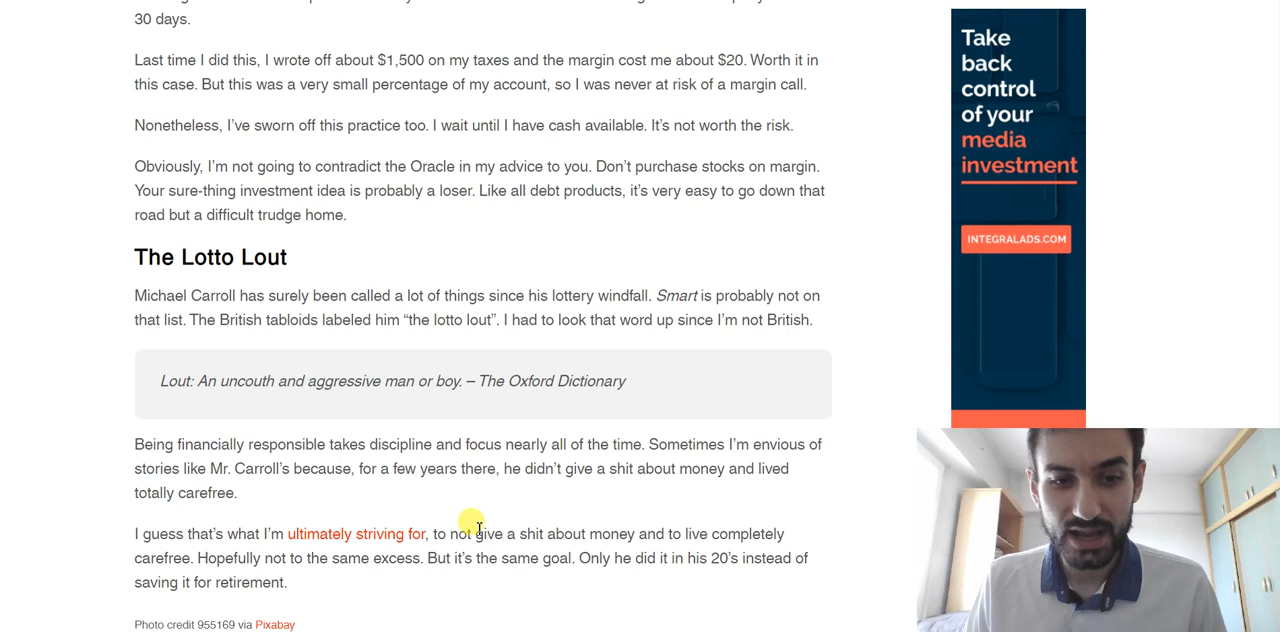 30 days.
Last time I did this, I wrote off about $1,500 on my taxes and the margin cost me about $20. Worth it in
this case. But this was a very small percentage of my account, so I was never at risk of a margin call.
Nonetheless, I've sworn off this practice too. I wait until I have cash available. It's not worth the risk.
Obviously, I'm not going to contradict the Oracle in my advice to you. Don't purchase stocks on margin.
Your sure-thing investment idea is probably a loser. Like all debt products, it's very easy to go down that
road but a difficult trudge home.
The Lotto Lout
Michael Carroll has surely been called a lot of things since his lottery windfall. Smart is probably not on
that list. The British tabloids labeled him “the lotto lout”. I had to look that word up since I'm not British.
Lout: An uncouth and aggressive man or boy. – The Oxford Dictionary
Being financially responsible takes discipline and focus nearly all of the time. Sometimes I'm envious of
stories like Mr. Carroll's because, for a few years there, he didn't give a shit about money and lived
totally carefree.
I guess that's what I'm ultimately striving for, to not give a shit about money and to live completely
carefree. Hopefully not to the same excess. But it's the same goal. Only he did it in his 20's instead of
saving it for retirement.
Photo credit 955169 via Pixabay
Take
back
control
of your
media
investment
INTEGRALADS.COM